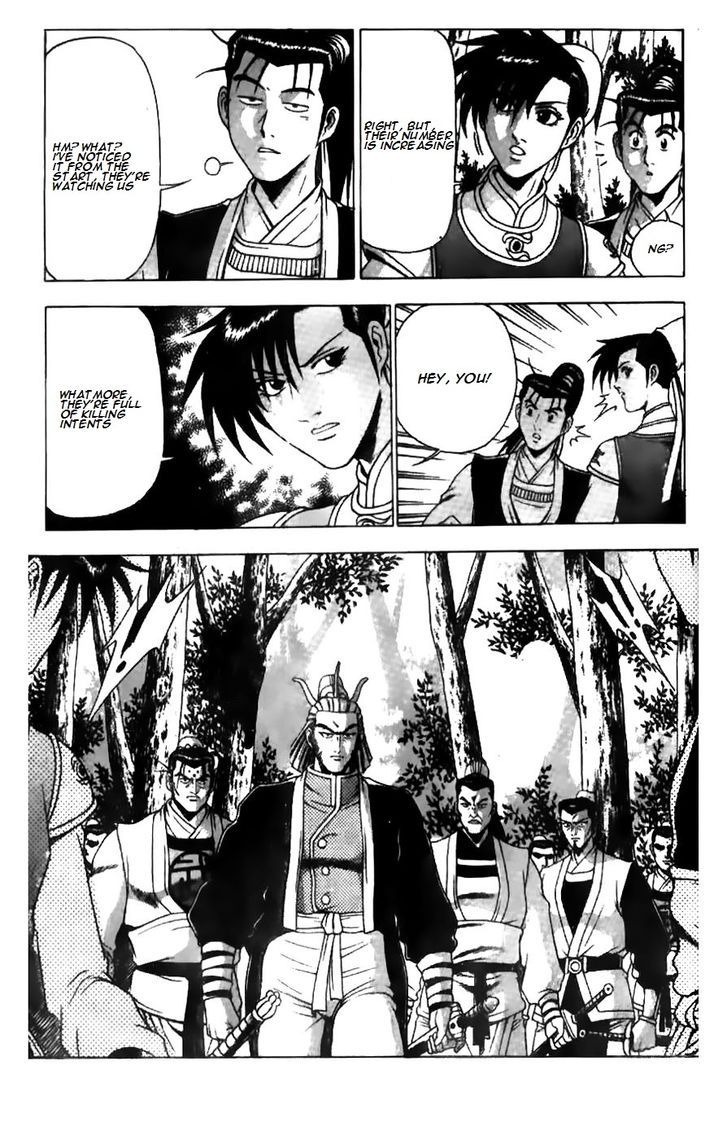 RIGHT, BUT
THEIR NUMBER
IS INCREASING
NG?
HM? WHAT?
I'VE NOTICED
IT FROM THE
START, THEY'RE
WATCHING US
HEY, YOU!
WHAT MORE
THEY'RE FULL
OF KILLING
INTENTS